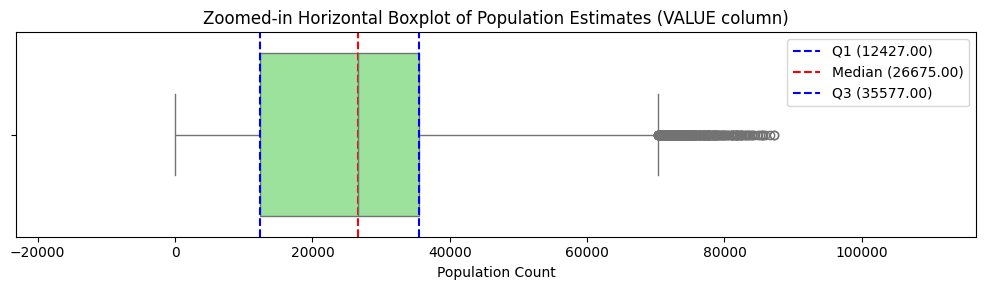 Zoomed-in Horizontal Boxplot of Population Estimates (VALUE column)
Q1 (12427.00)
Median (26675.00)
Q3 (35577.00)
−20000 0 20000 40000 60000 80000 100000
Population Count